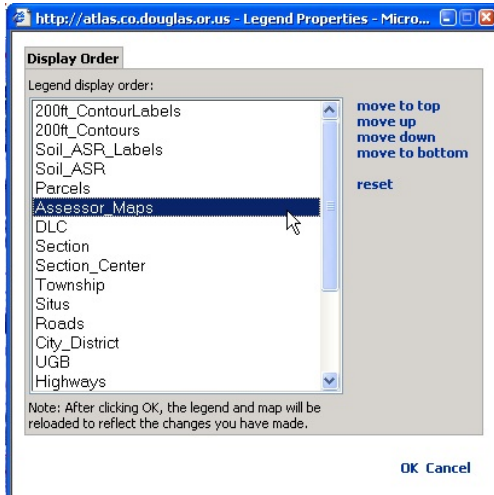 http://atlas.co.douglas.or.us - Legend Properties - Micro...
Display Order
Legend display order:
200ft_ContourLabels
200ft_Contours
Soil_ASR_Labels
Soil_ASR
Parcels
Assessor_Maps
DLC
Section
Section_Center
Township
Situs
Roads
City_District
UGB
Highways
move to top
move up
move down
move to bottom
reset
Note: After clicking OK, the legend and map will be
reloaded to reflect the changes you have made.
OK Cancel